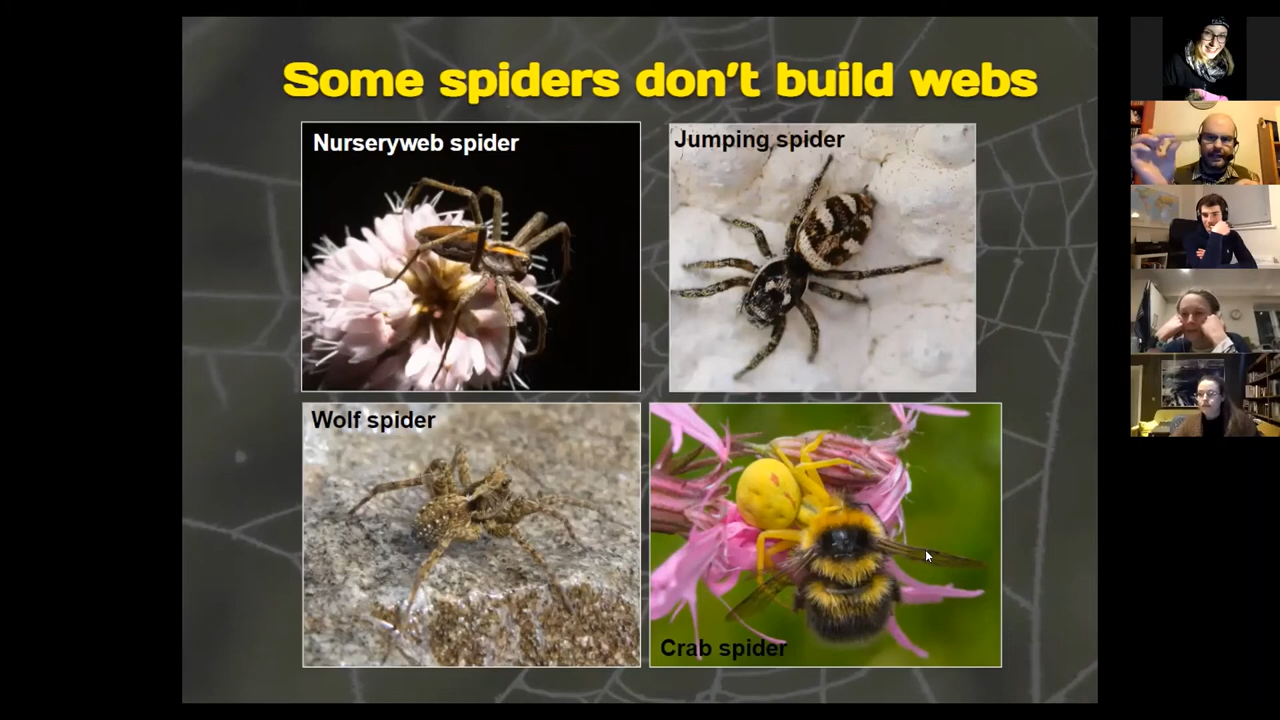 Some spiders don't build webs
Nurseryweb spider
Jumping spider
Wolf spider
Crab spider